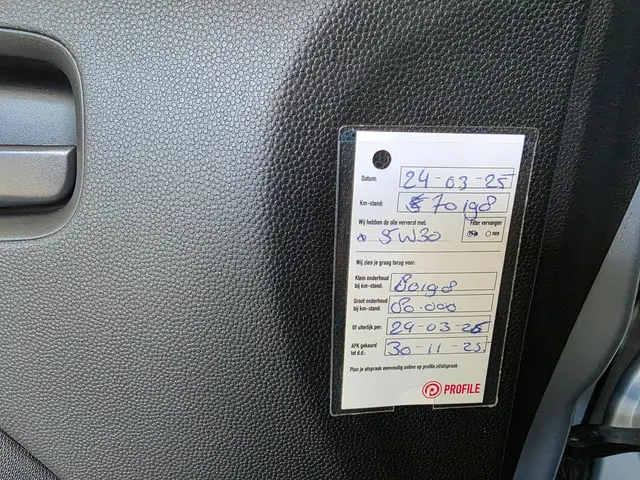 Datum: 24-03-25
Km-stand: 70198
Wij hebben de olie ververst met: Filter vervangen
5W30 ja nee
Wij zien je graag terug voor:
Klein onderhoud
bij km-stand: 80198
Groot onderhoud
bij km-stand: 80.000
Of uiterlijk per: 24-03-26
APK gekeurd
tot d.d.: 30-11-25
Plan je afspraak eenvoudig online op profile.nl/afspraak
PROFILE